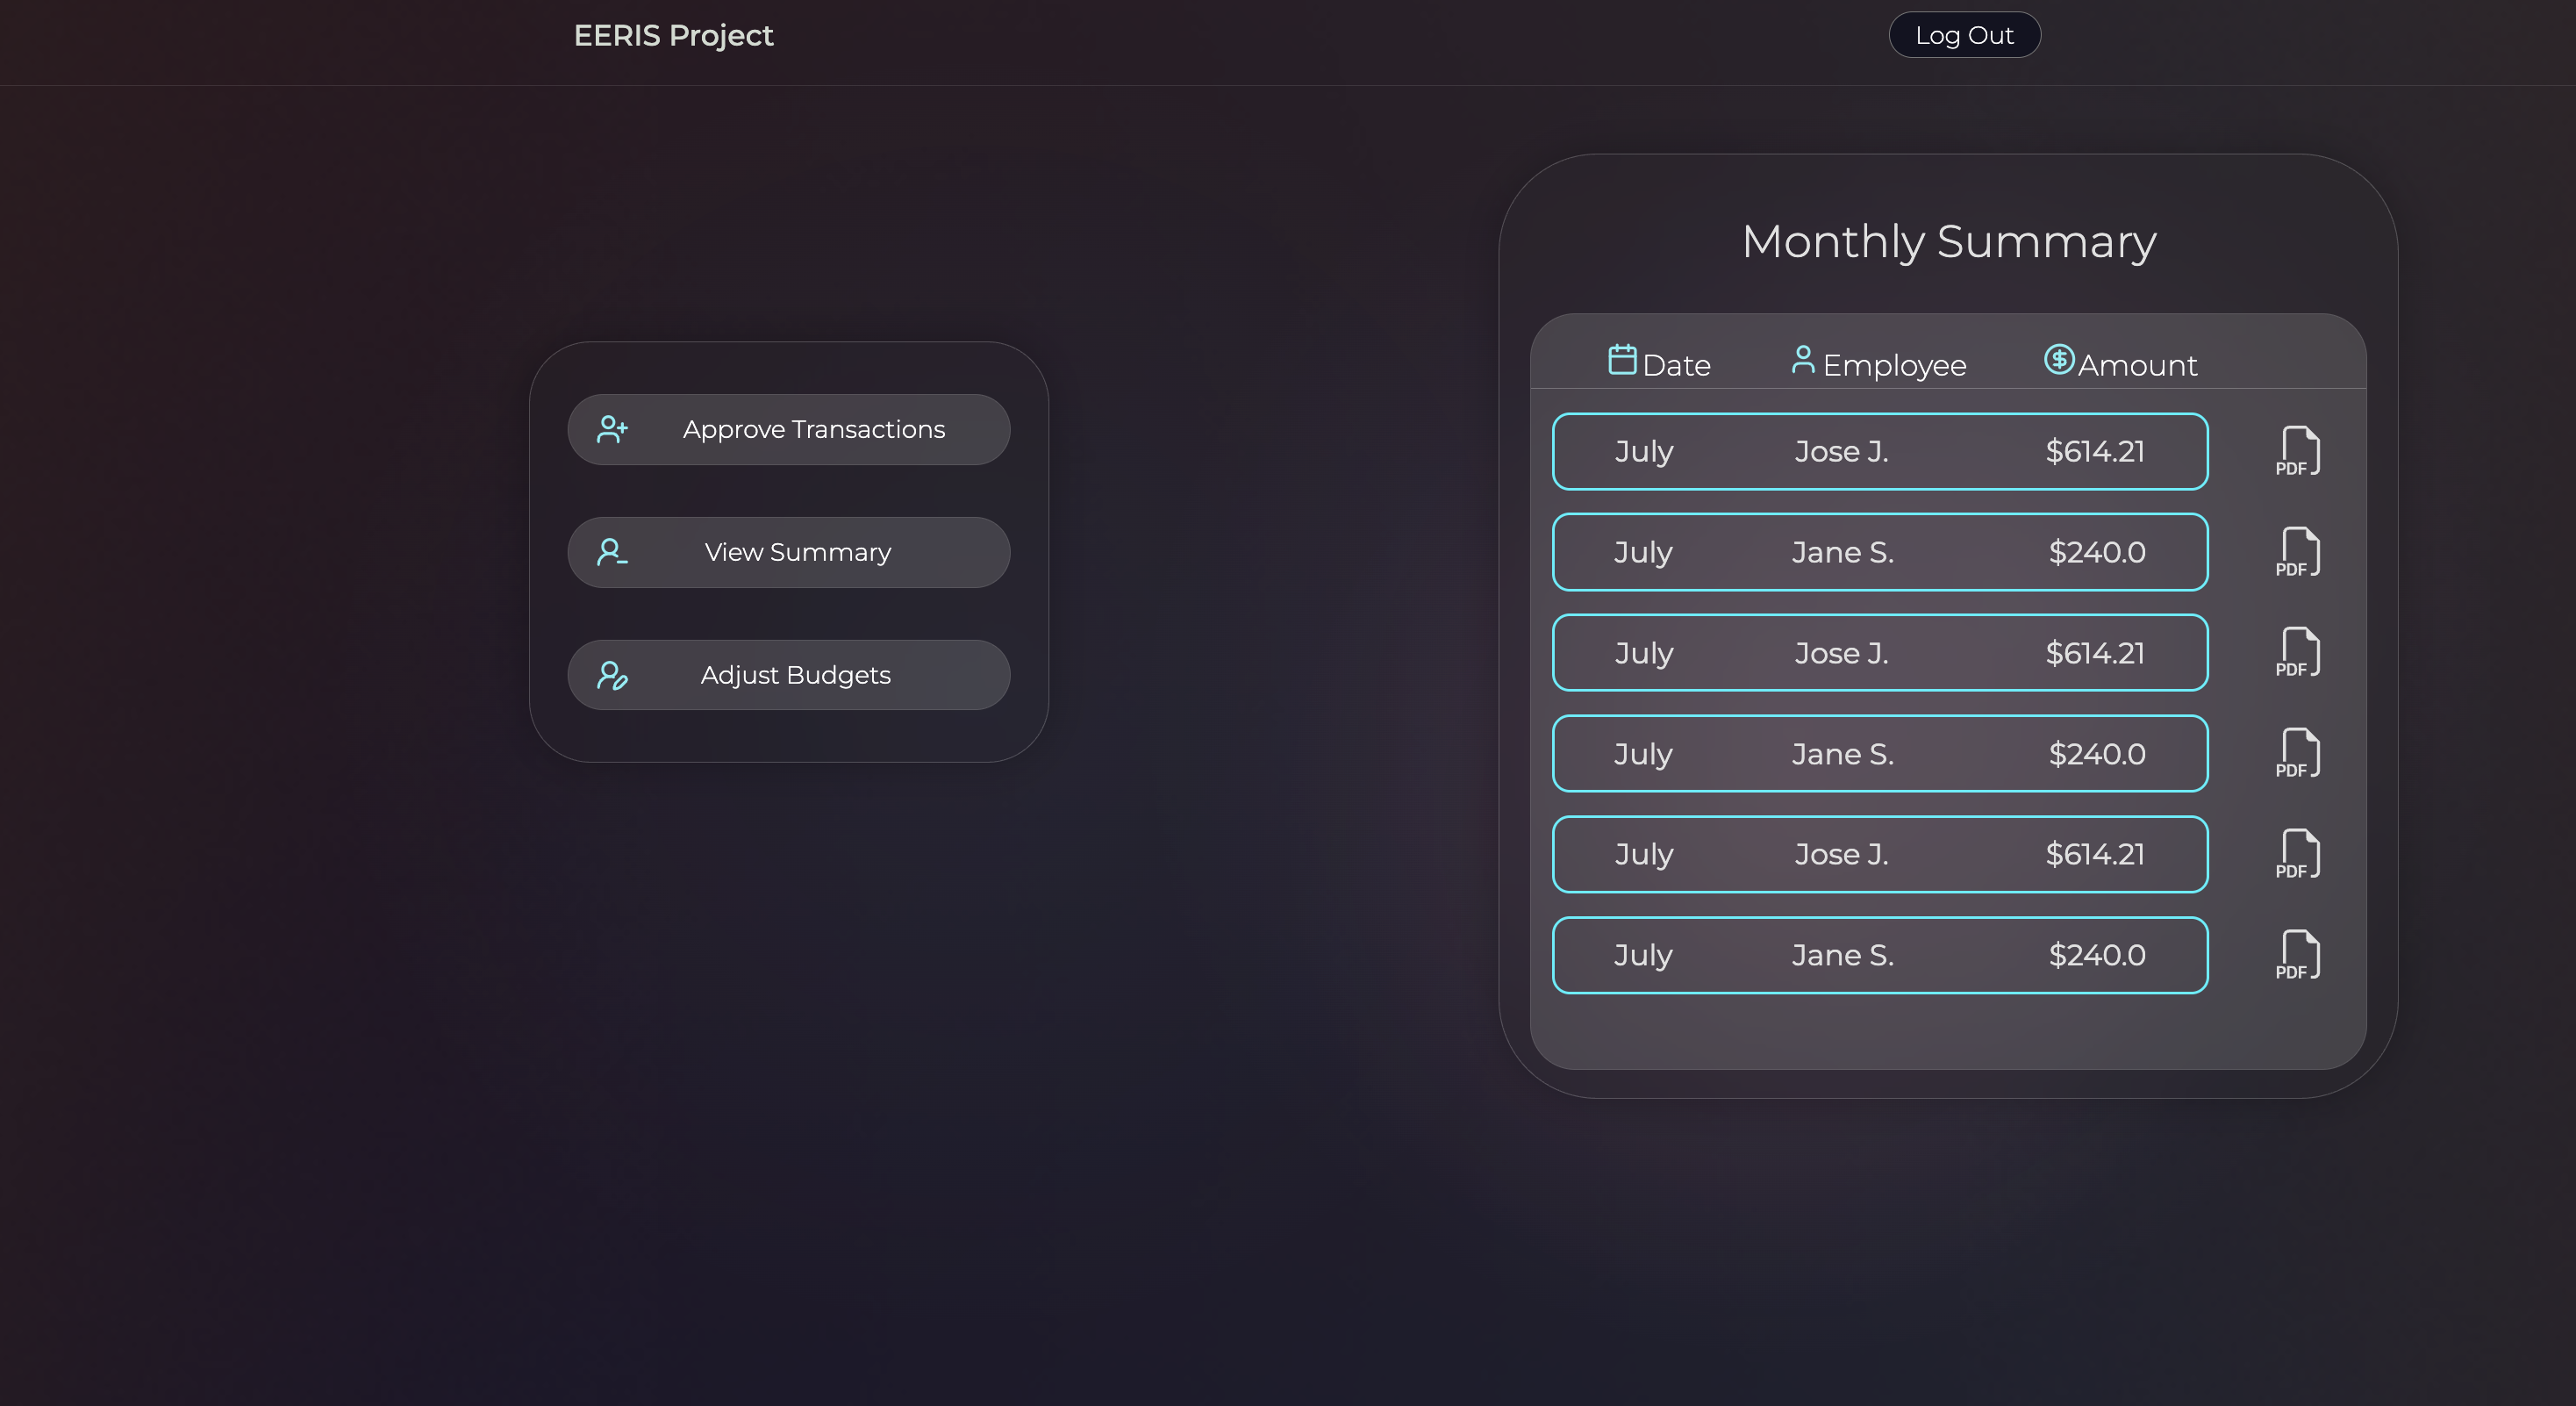 EERIS Project
Log Out
Approve Transactions
View Summary
Adjust Budgets
Monthly Summary
Date Employee Amount
July Jose J. $614.21 PDF
July Jane S. $240.0 PDF
July Jose J. $614.21 PDF
July Jane S. $240.0 PDF
July Jose J. $614.21 PDF
July Jane S. $240.0 PDF